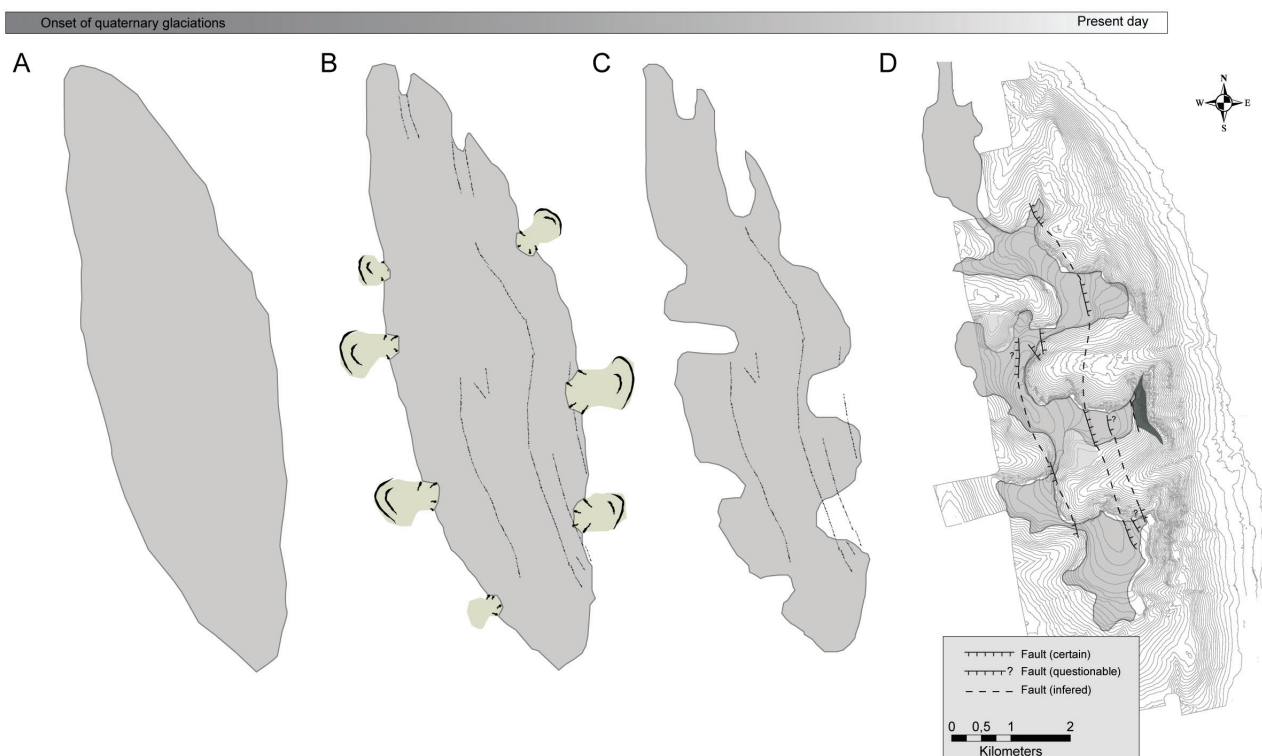 Onset of quaternary glaciations
Present day
A
B
C
D
N
W E
S
?
?
?
Fault (certain)
? Fault (questionable)
Fault (infered)
0 0,5 1 2
Kilometers